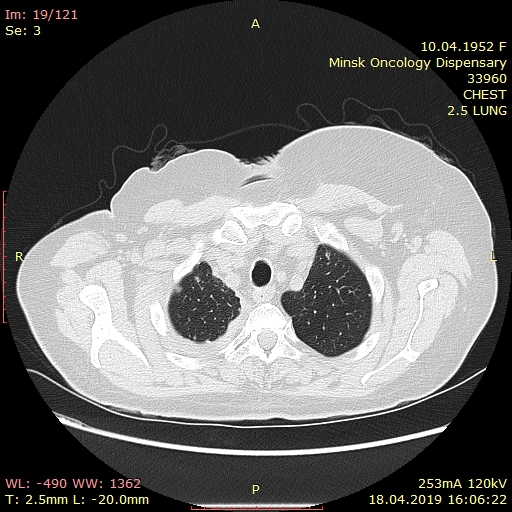 Im: 19/121
Se: 3
A
10.04.1952 F
Minsk Oncology Dispensary
33960
CHEST
2.5 LUNG
R
L
WL: -490 WW: 1362
T: 2.5mm L: -20.0mm
P
253mA 120kV
18.04.2019 16:06:22